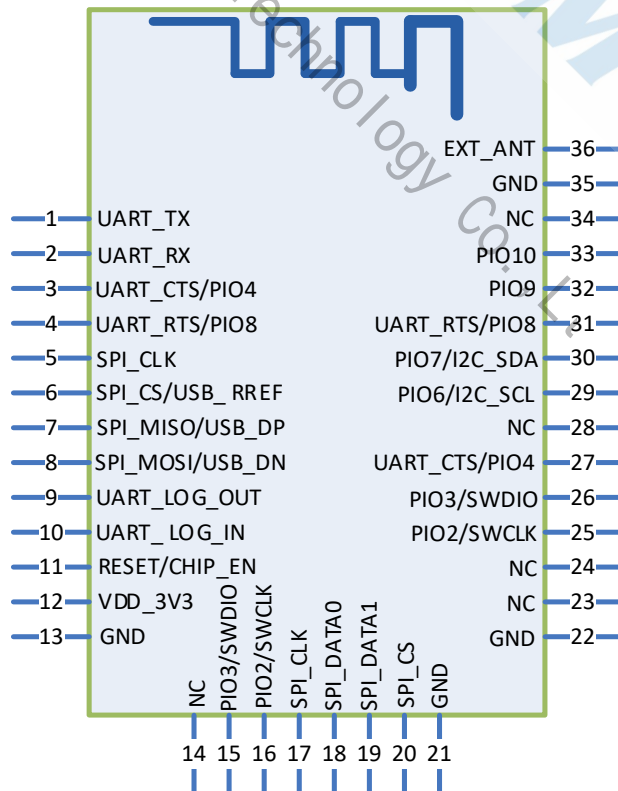 Technology Co., Lt
EXT_ANT 36
GND 35
1 UART_TX NC 34
2 UART_RX PIO10 33
3 UART_CTS/PIO4 PIO9 32
4 UART_RTS/PIO8 UART_RTS/PIO8 31
5 SPI_CLK PIO7/I2C_SDA 30
6 SPI_CS/USB_RREF PIO6/I2C_SCL 29
7 SPI_MISO/USB_DP NC 28
8 SPI_MOSI/USB_DN UART_CTS/PIO4 27
9 UART_LOG_OUT PIO3/SWDIO 26
10 UART_LOG_IN PIO2/SWCLK 25
11 RESET/CHIP_EN NC 24
12 VDD_3V3 NC 23
13 GND GND 22
NC PIO3/SWDIO PIO2/SWCLK SPI_CLK SPI_DATA0 SPI_DATA1 SPI_CS GND
14 15 16 17 18 19 20 21